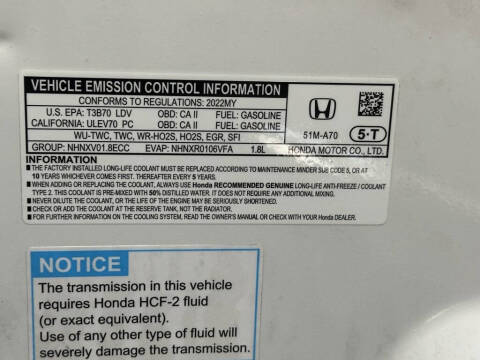 VEHICLE EMISSION CONTROL INFORMATION
CONFORMS TO REGULATIONS: 2022MY
U.S. EPA: T3B70 LDV OBD: CA II FUEL: GASOLINE
CALIFORNIA: ULEV70 PC OBD: CA II FUEL: GASOLINE
WU-TWC, TWC, WR-HO2S, HO2S, EGR, SFI
GROUP: NHNXV01.8ECC EVAP: NHNXR0106VFA 1.8L
HONDA
51M-A70 5·T
HONDA MOTOR CO., LTD.
INFORMATION
■ THE FACTORY INSTALLED LONG-LIFE COOLANT MUST BE REPLACED ACCORDING TO MAINTENANCE MINDER SUB CODE 5, OR AT
10 YEARS WHICHEVER COMES FIRST. THEREAFTER EVERY 5 YEARS.
■ WHEN ADDING OR REPLACING THE COOLANT, ALWAYS USE Honda RECOMMENDED GENUINE LONG-LIFE ANTI-FREEZE / COOLANT
TYPE 2. THIS COOLANT IS PRE-MIXED WITH 50% DISTILLED WATER. IT DOES NOT REQUIRE ANY ADDITIONAL MIXING.
■ NEVER DILUTE THE COOLANT, OR THE LIFE OF THE ENGINE MAY BE SERIOUSLY SHORTENED.
■ CHECK OR ADD THE COOLANT AT THE RESERVE TANK, NOT THE RADIATOR.
■ FOR FURTHER INFORMATION ON THE COOLING SYSTEM, READ THE OWNER'S MANUAL OR CHECK WITH YOUR Honda DEALER.
NOTICE
The transmission in this vehicle
requires Honda HCF-2 fluid
(or exact equivalent).
Use of any other type of fluid will
severely damage the transmission.